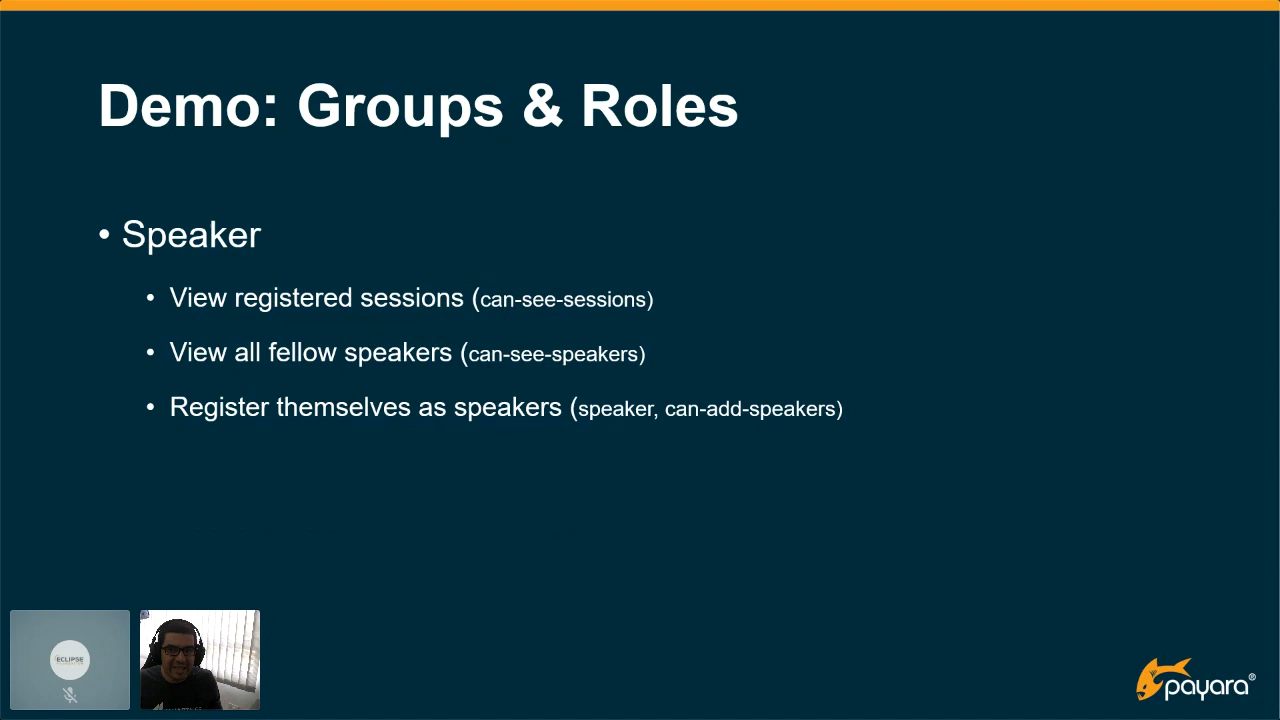 Demo: Groups & Roles
• Speaker
• View registered sessions (can-see-sessions)
• View all fellow speakers (can-see-speakers)
• Register themselves as speakers (speaker, can-add-speakers)
ECLIPSE
payara®